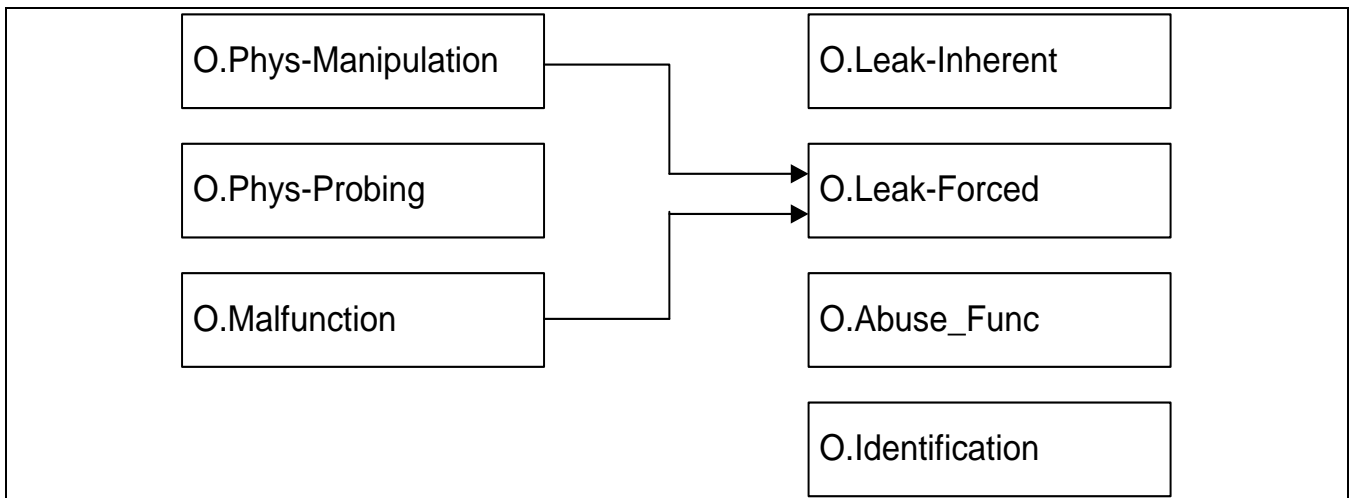 O.Phys-Manipulation
O.Leak-Inherent
O.Phys-Probing
O.Leak-Forced
O.Malfunction
O.Abuse_Func
O.Identification